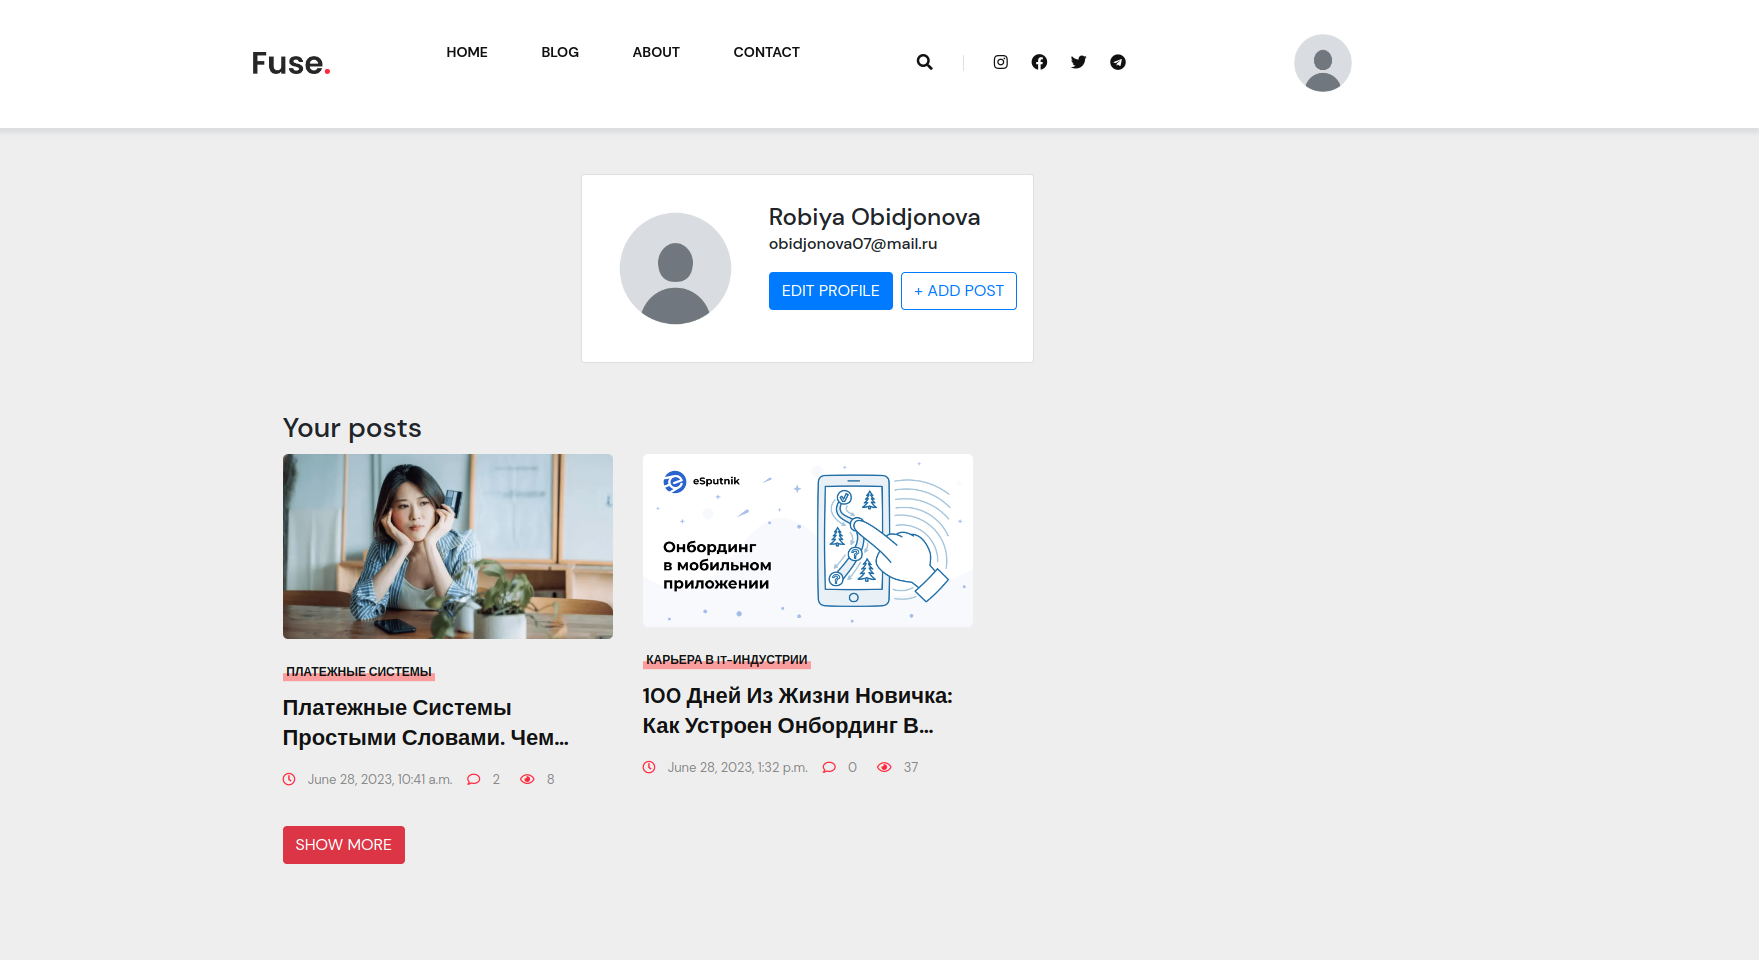 Fuse.
HOME
BLOG
ABOUT
CONTACT
Robiya Obidjonova
obidjonova07@mail.ru
EDIT PROFILE
+ ADD POST
Your posts
eSputnik
Онбординг
в мобильном
приложении
ПЛАТЕЖНЫЕ СИСТЕМЫ
Платежные Системы
Простыми Словами. Чем...
June 28, 2023, 10:41 a.m.
2
8
КАРЬЕРА В IT-ИНДУСТРИИ
100 Дней Из Жизни Новичка:
Как Устроен Онбординг В...
June 28, 2023, 1:32 p.m.
0
37
SHOW MORE